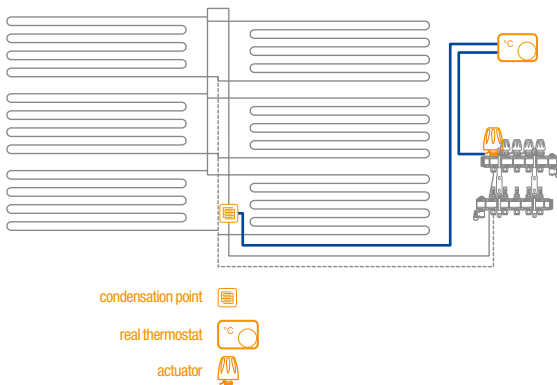 °C
condensation point
real thermostat
°C
actuator